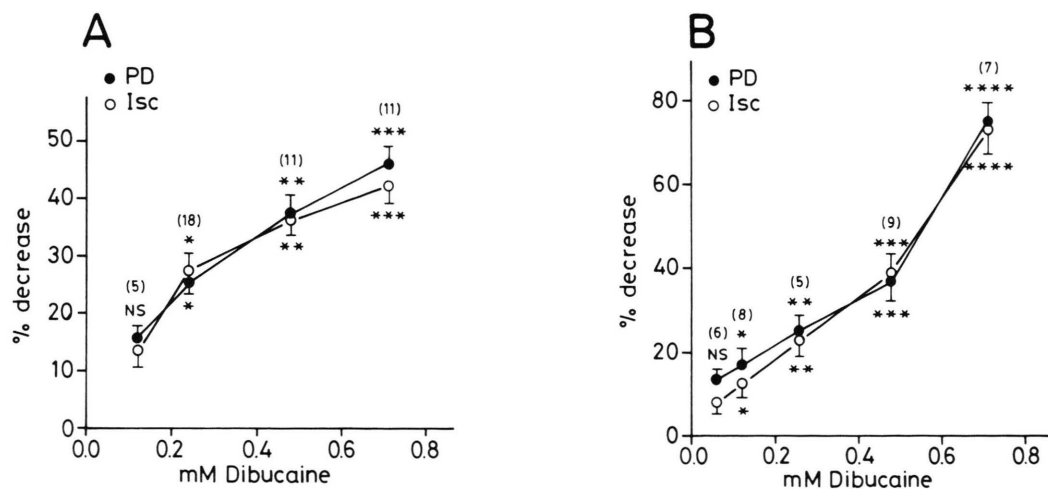 A
● PD
○ Isc
50
40
30
20
10
0
% decrease
(5)
NS
(18)
*
*
(11)
**
**
(11)
***
***
0.0 0.2 0.4 0.6 0.8
mM Dibucaine
B
● PD
○ Isc
80
60
40
20
0
% decrease
(6)
NS
(8)
*
*
(5)
**
**
(9)
***
***
(7)
****
****
0.0 0.2 0.4 0.6 0.8
mM Dibucaine